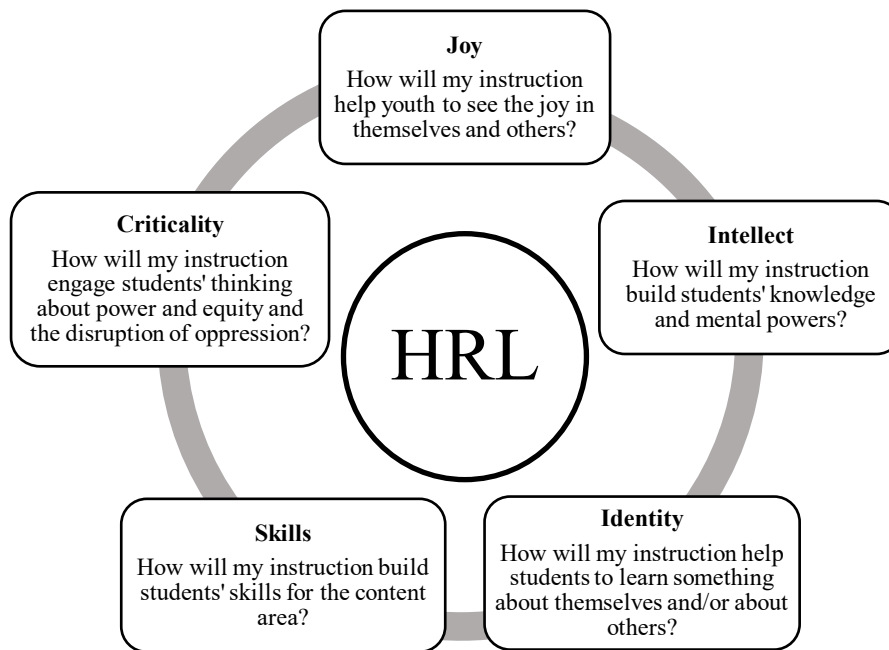 Joy
How will my instruction
help youth to see the joy in
themselves and others?
Intellect
How will my instruction
build students' knowledge
and mental powers?
Identity
How will my instruction help
students to learn something
about themselves and/or about
others?
Skills
How will my instruction build
students' skills for the content
area?
Criticality
How will my instruction
engage students' thinking
about power and equity and
the disruption of oppression?
HRL